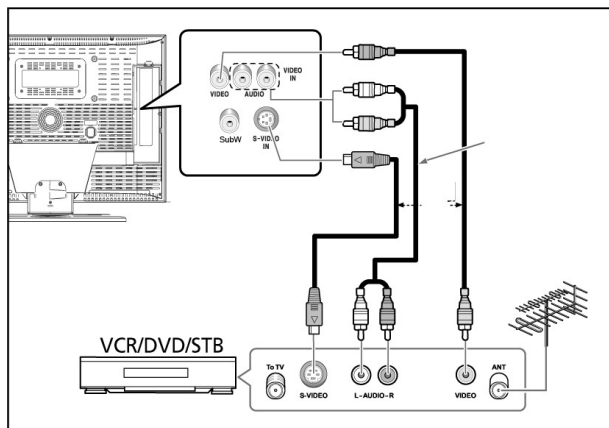 VIDEO
AUDIO
VIDEO
IN
SubW
S-VIDEO
IN
VCR/DVD/STB
To TV
S-VIDEO
L-AUDIO-R
VIDEO
ANT